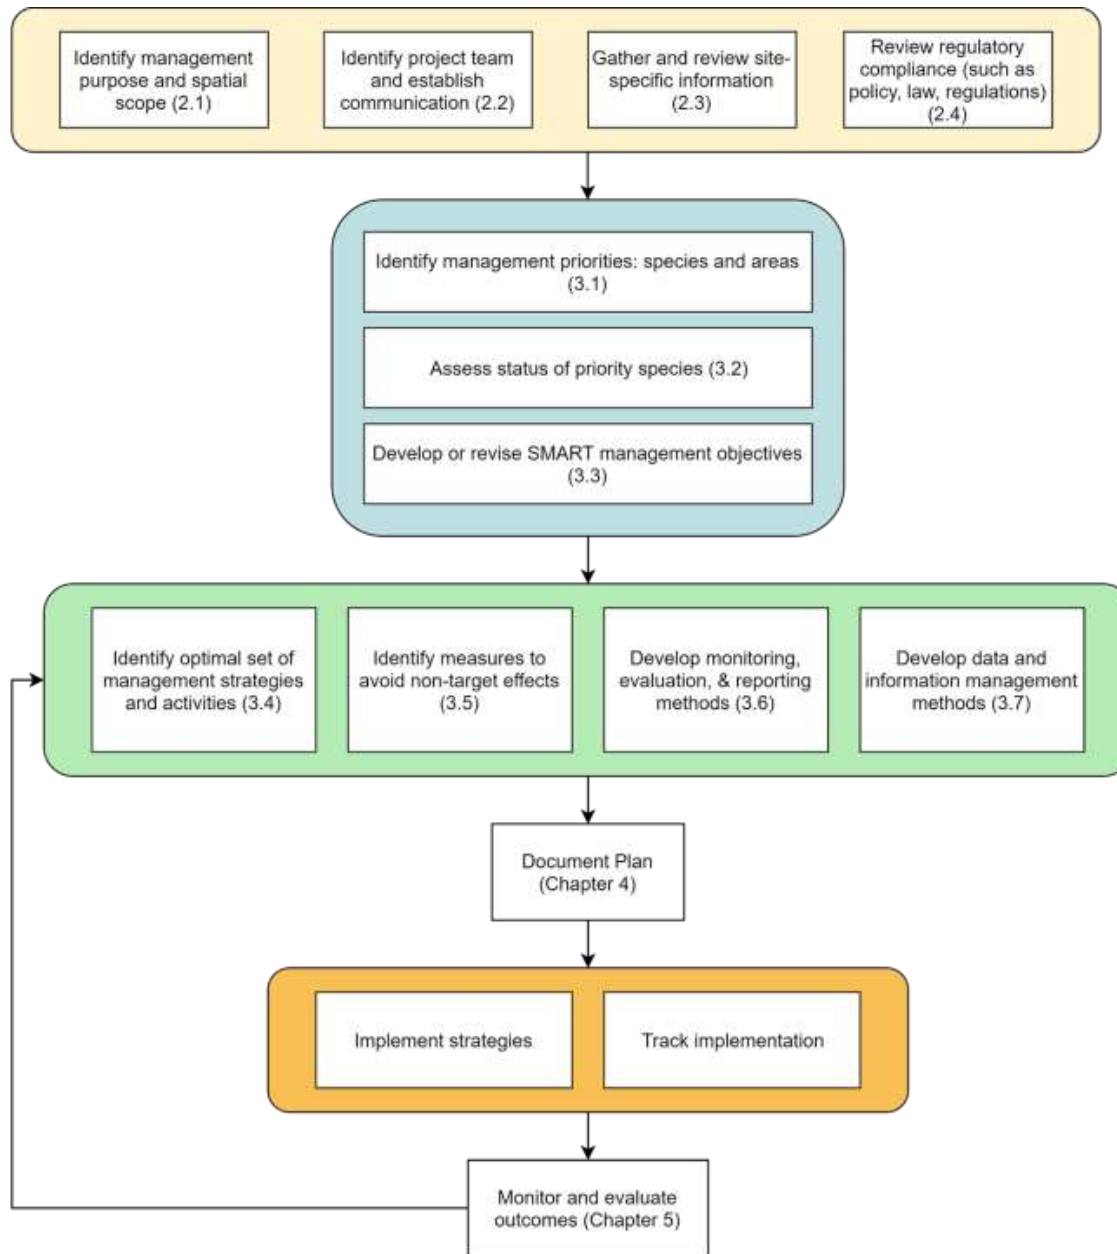 Identify management
purpose and spatial
scope (2.1)
Identify project team
and establish
communication (2.2)
Gather and review site-
specific information
(2.3)
Review regulatory
compliance (such as
policy, law, regulations)
(2.4)
Identify management priorities: species and areas
(3.1)
Assess status of priority species (3.2)
Develop or revise SMART management objectives
(3.3)
Identify optimal set of
management strategies
and activities (3.4)
Identify measures to
avoid non-target effects
(3.5)
Develop monitoring,
evaluation, & reporting
methods (3.6)
Develop data and
information management
methods (3.7)
Document Plan
(Chapter 4)
Implement strategies
Track implementation
Monitor and evaluate
outcomes (Chapter 5)